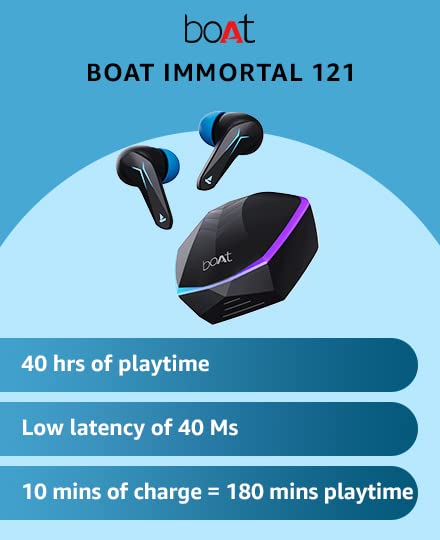 boAt
BOAT IMMORTAL 121
boAt
40 hrs of playtime
Low latency of 40 Ms
10 mins of charge = 180 mins playtime